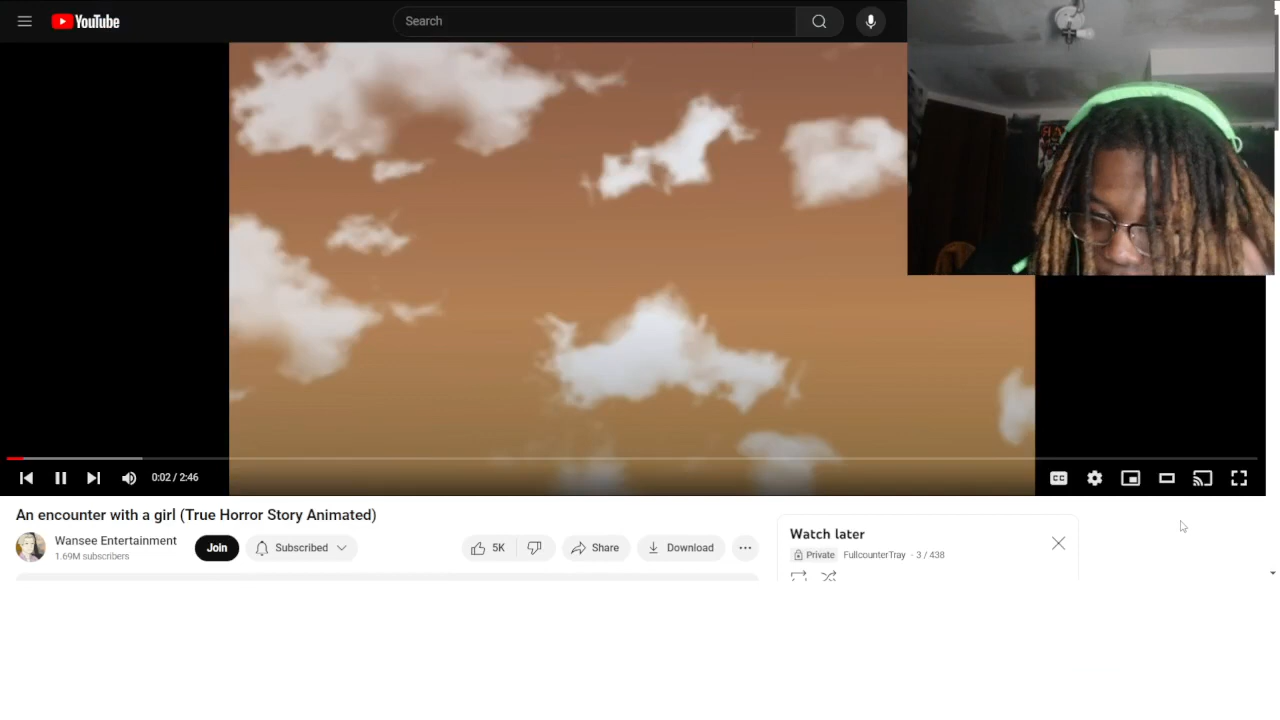 YouTube
Search
0:02 / 2:46
CC
An encounter with a girl (True Horror Story Animated)
Wansee Entertainment
1.69M subscribers
Join
Subscribed
5K
Share
Download
Watch later
Private FullcounterTray - 3 / 438